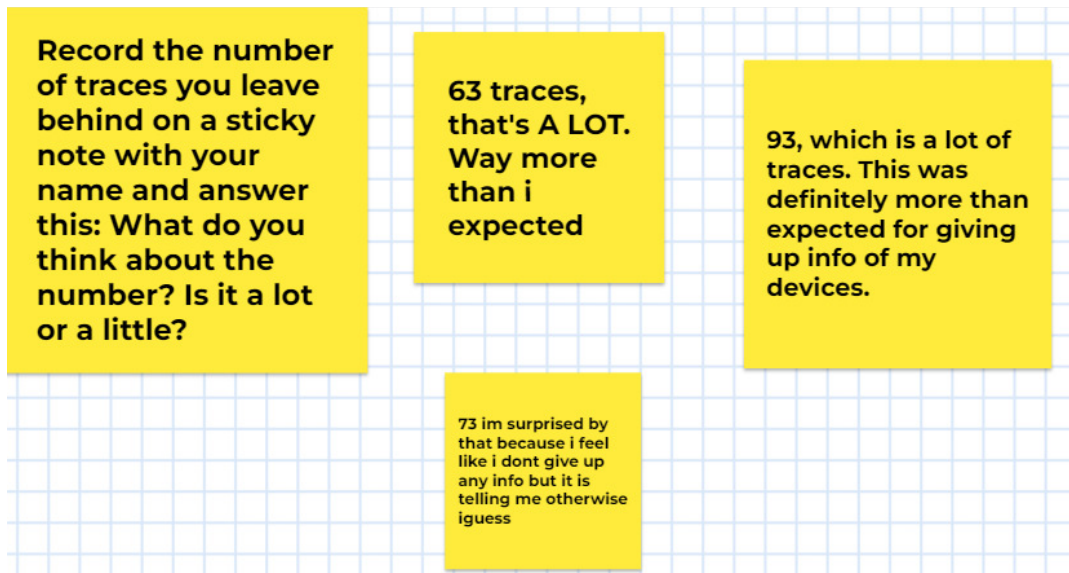 Record the number
of traces you leave
behind on a sticky
note with your
name and answer
this: What do you
think about the
number? Is it a lot
or a little?
63 traces,
that's A LOT.
Way more
than i
expected
93, which is a lot of
traces. This was
definitely more than
expected for giving
up info of my
devices.
73 im surprised by
that because i feel
like i dont give up
any info but it is
telling me otherwise
iguess